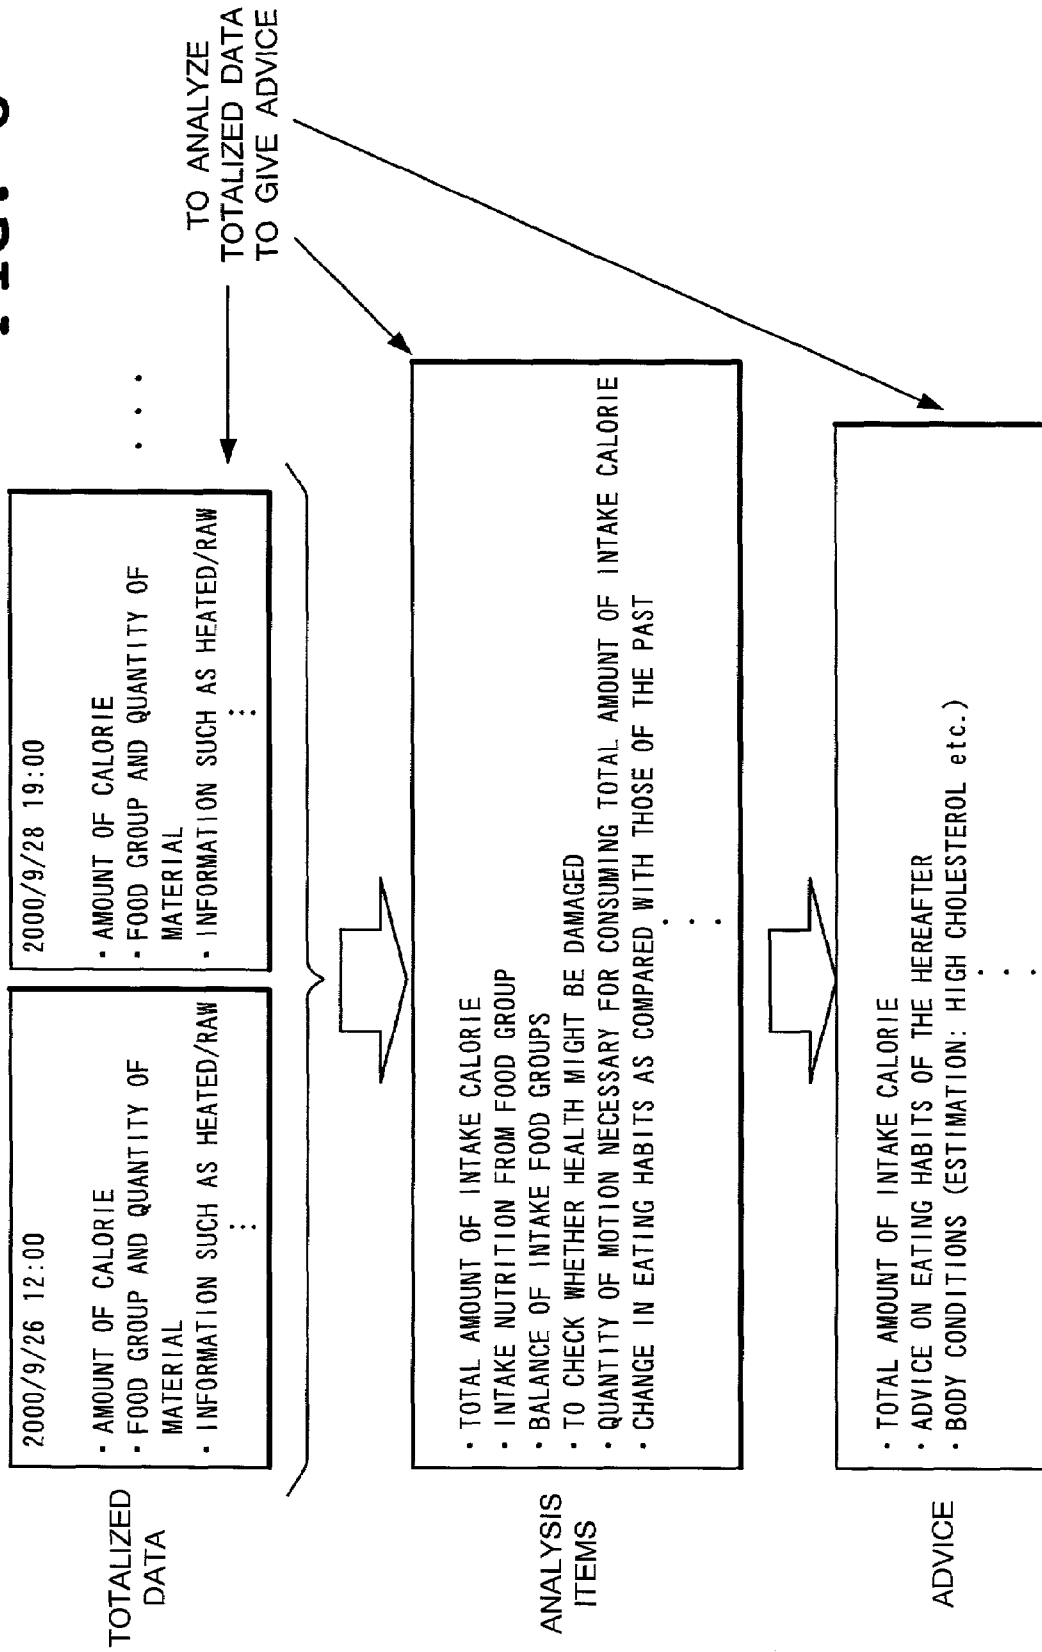 TO ANALYZE
TOTALIZED DATA
TO GIVE ADVICE
TOTALIZED
DATA
2000/9/26 12:00
· AMOUNT OF CALORIE
· FOOD GROUP AND QUANTITY OF
MATERIAL
· INFORMATION SUCH AS HEATED/RAW
2000/9/28 19:00
· AMOUNT OF CALORIE
· FOOD GROUP AND QUANTITY OF
MATERIAL
· INFORMATION SUCH AS HEATED/RAW
ANALYSIS
ITEMS
· TOTAL AMOUNT OF INTAKE CALORIE
· INTAKE NUTRITION FROM FOOD GROUP
· BALANCE OF INTAKE FOOD GROUPS
· TO CHECK WHETHER HEALTH MIGHT BE DAMAGED
· QUANTITY OF MOTION NECESSARY FOR CONSUMING TOTAL AMOUNT OF INTAKE CALORIE
· CHANGE IN EATING HABITS AS COMPARED WITH THOSE OF THE PAST
ADVICE
· TOTAL AMOUNT OF INTAKE CALORIE
· ADVICE ON EATING HABITS OF THE HEREAFTER
· BODY CONDITIONS (ESTIMATION: HIGH CHOLESTEROL etc.)